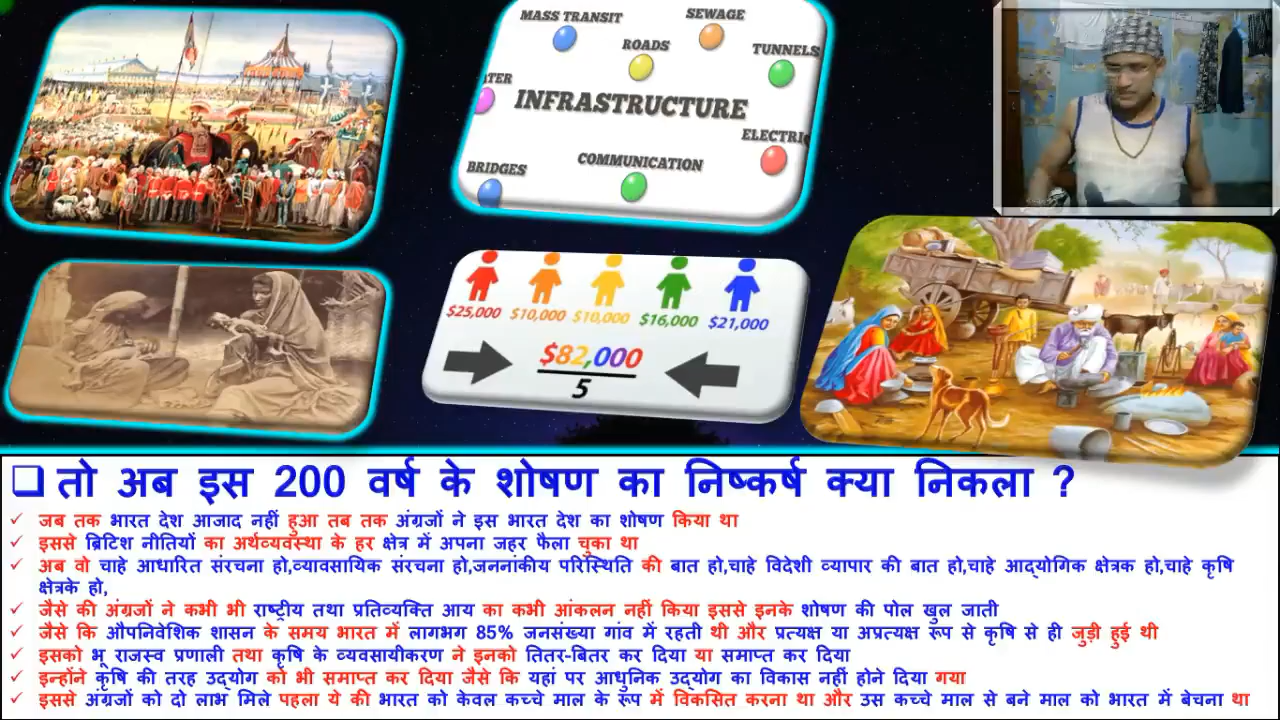 MASS TRANSIT
SEWAGE
ROADS
TUNNELS
ATER
INFRASTRUCTURE
ELECTRI
BRIDGES
COMMUNICATION
$25,000 $10,000 $10,000 $16,000 $21,000
$82,000
5
❑ तो अब इस 200 वर्ष के शोषण का निष्कर्ष क्या निकला ?
✓ जब तक भारत देश आजाद नहीं हुआ तब तक अंग्रजों ने इस भारत देश का शोषण किया था
✓ इससे ब्रिटिश नीतियों का अर्थव्यवस्था के हर क्षेत्र में अपना जहर फैला चुका था
✓ अब वो चाहे आधारित संरचना हो,व्यावसायिक संरचना हो,जननांकीय परिस्थिति की बात हो,चाहे विदेशी व्यापार की बात हो,चाहे आद्योगिक क्षेत्रक हो,चाहे कृषि
क्षेत्रके हो,
✓ जैसे की अंग्रजों ने कभी भी राष्ट्रीय तथा प्रतिव्यक्ति आय का कभी आंकलन नहीं किया इससे इनके शोषण की पोल खुल जाती
✓ जैसे कि औपनिवेशिक शासन के समय भारत में लागभग 85% जनसंख्या गांव में रहती थी और प्रत्यक्ष या अप्रत्यक्ष रूप से कृषि से ही जुड़ी हुई थी
✓ इसको भू राजस्व प्रणाली तथा कृषि के व्यवसायीकरण ने इनको तितर-बितर कर दिया या समाप्त कर दिया
✓ इन्होंने कृषि की तरह उद्योग को भी समाप्त कर दिया जैसे कि यहां पर आधुनिक उद्योग का विकास नहीं होने दिया गया
✓ इससे अंग्रजों को दो लाभ मिले पहला ये की भारत को केवल कच्चे माल के रूप में विकसित करना था और उस कच्चे माल से बने माल को भारत में बेचना था